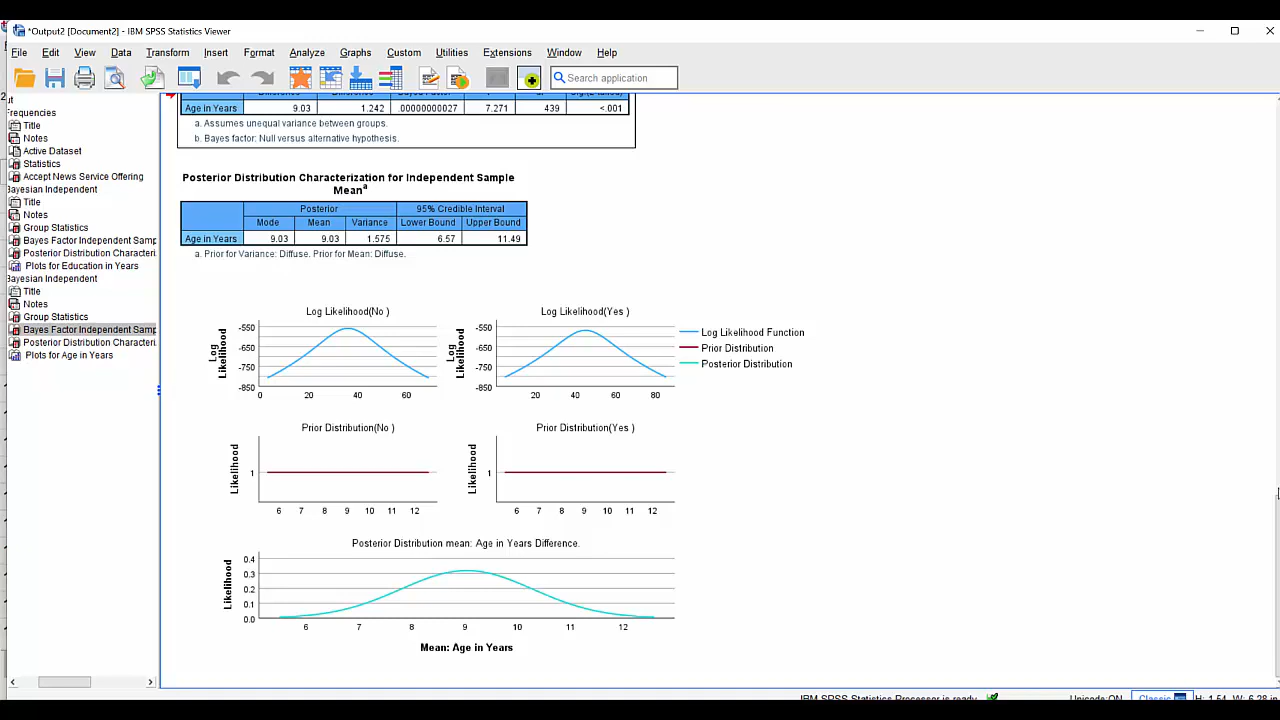 *Output2 [Document2] - IBM SPSS Statistics Viewer
File Edit View Data Transform Insert Format Analyze Graphs Custom Utilities Extensions Window Help
Search application
Frequencies
Title
Notes
Active Dataset
Statistics
Accept News Service Offering
Bayesian Independent
Title
Notes
Group Statistics
Bayes Factor Independent Samp
Posterior Distribution Characteri
Plots for Education in Years
Bayesian Independent
Title
Notes
Group Statistics
Bayes Factor Independent Samp
Posterior Distribution Characteri
Plots for Age in Years
Age in Years 9.03 1.242 .00000000027 7.271 439 <.001
a. Assumes unequal variance between groups.
b. Bayes factor: Null versus alternative hypothesis.
Posterior Distribution Characterization for Independent Sample
Mean a
Posterior 95% Credible Interval
Mode Mean Variance Lower Bound Upper Bound
Age in Years 9.03 9.03 1.575 6.57 11.49
a. Prior for Variance: Diffuse. Prior for Mean: Diffuse.
Log Likelihood(No ) Log Likelihood(Yes )
Log Likelihood
-550
-650
-750
-850
0 20 40 60
Log Likelihood
-550
-650
-750
-850
20 40 60 80
Log Likelihood Function
Prior Distribution
Posterior Distribution
Prior Distribution(No ) Prior Distribution(Yes )
Likelihood
1
6 7 8 9 10 11 12
Likelihood
1
6 7 8 9 10 11 12
Posterior Distribution mean: Age in Years Difference.
Likelihood
0.4
0.3
0.2
0.1
0.0
6 7 8 9 10 11 12
Mean: Age in Years
IBM SPSS Statistics Processor is ready
Unicode:ON Classic H: 1.54, W: 6.28 in